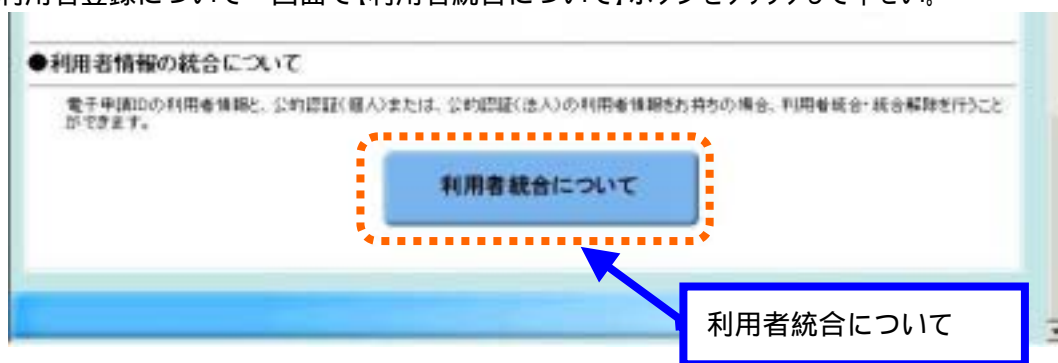 利用者登録について 画面で【利用者統合について】ボタンをクリックして下さい。
●利用者情報の統合について
電子申請IDの利用者情報と、公的認証(個人)または、公的認証(法人)の利用者情報をお持ちの場合、利用者統合・統合解除を行うこと
ができます。
利用者統合について
利用者統合について